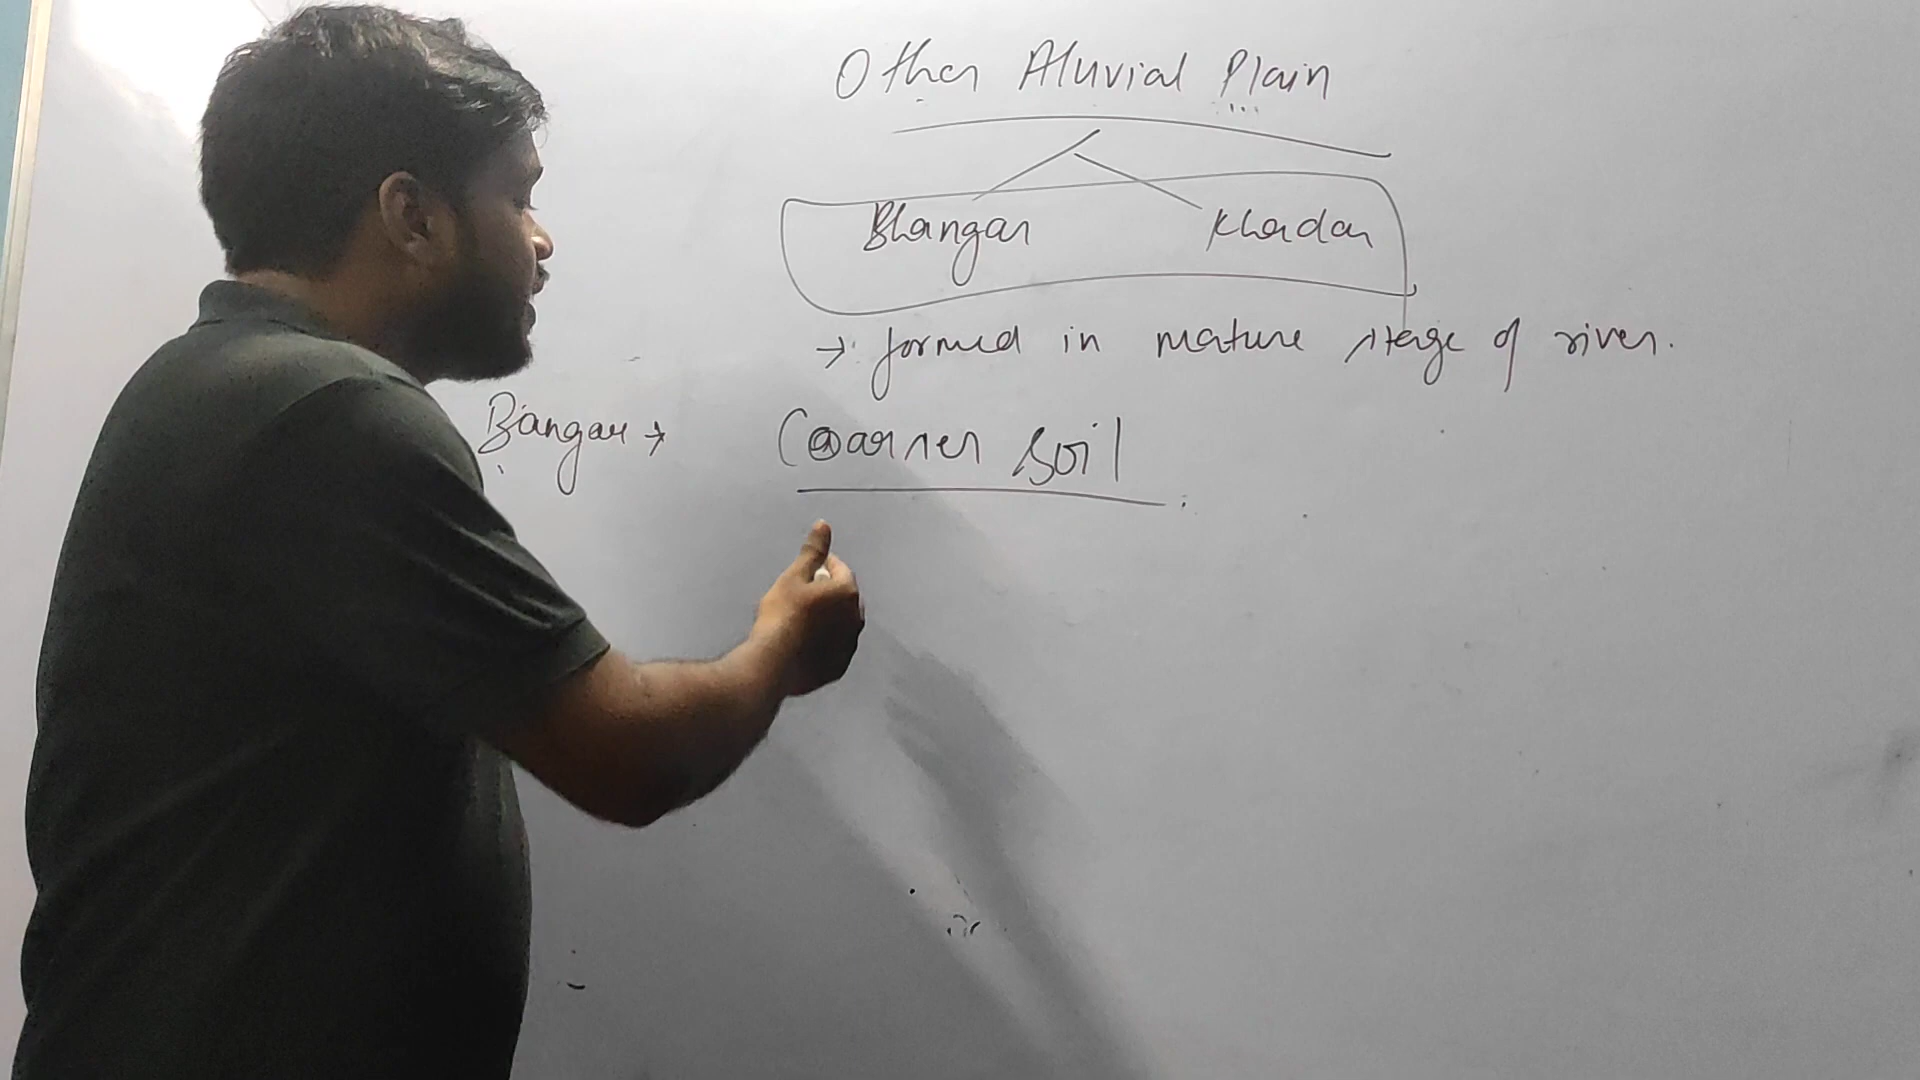 Other Aluvial Plain
Bhangar Khadar
→ formed in mature stage of river.
Bangar → Coarser soil